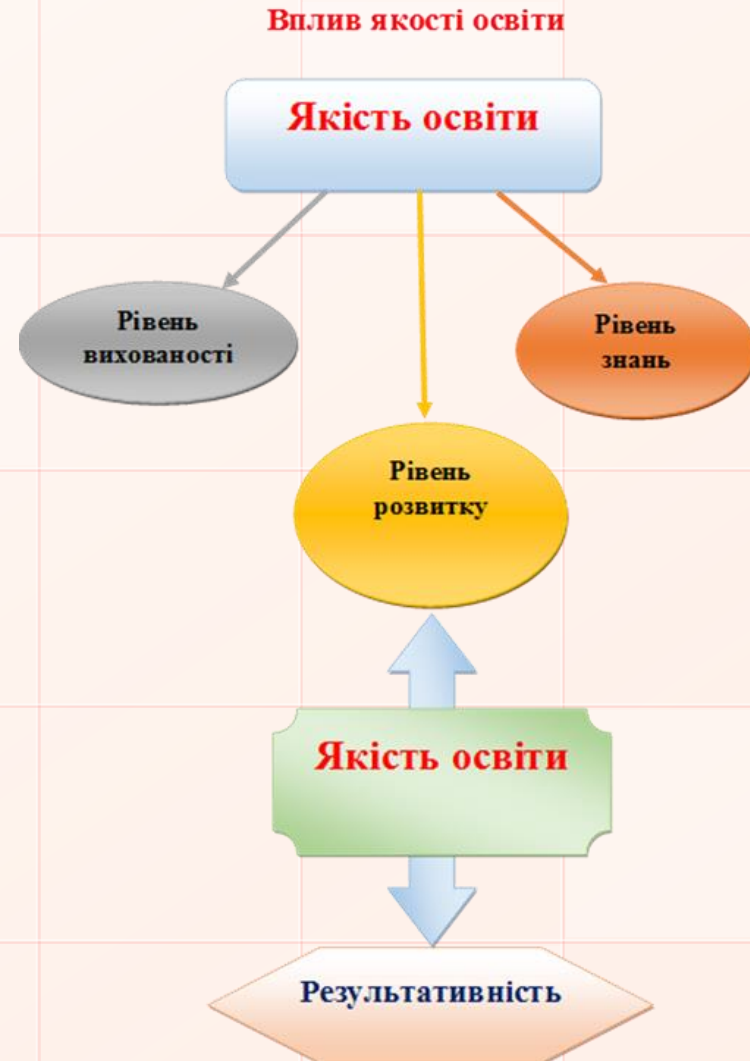 Вплив якості освіти
Якість освіти
Рівень
вихованості
Рівень
знань
Рівень
розвитку
Якість освіти
Результативність